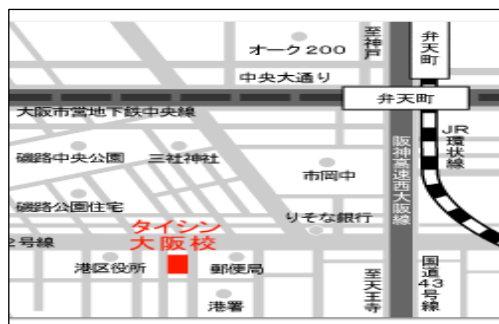 オーク200
至神戸
弁天町
中央大通り
弁天町
大阪市営地下鉄中央線
JR環状線
磯路中央公園
三社神社
阪神高速西大阪線
市岡中
磯路公園住宅
りそな銀行
タイシン
大阪校
2号線
港区役所
郵便局
至天王寺
国道43号線
港署